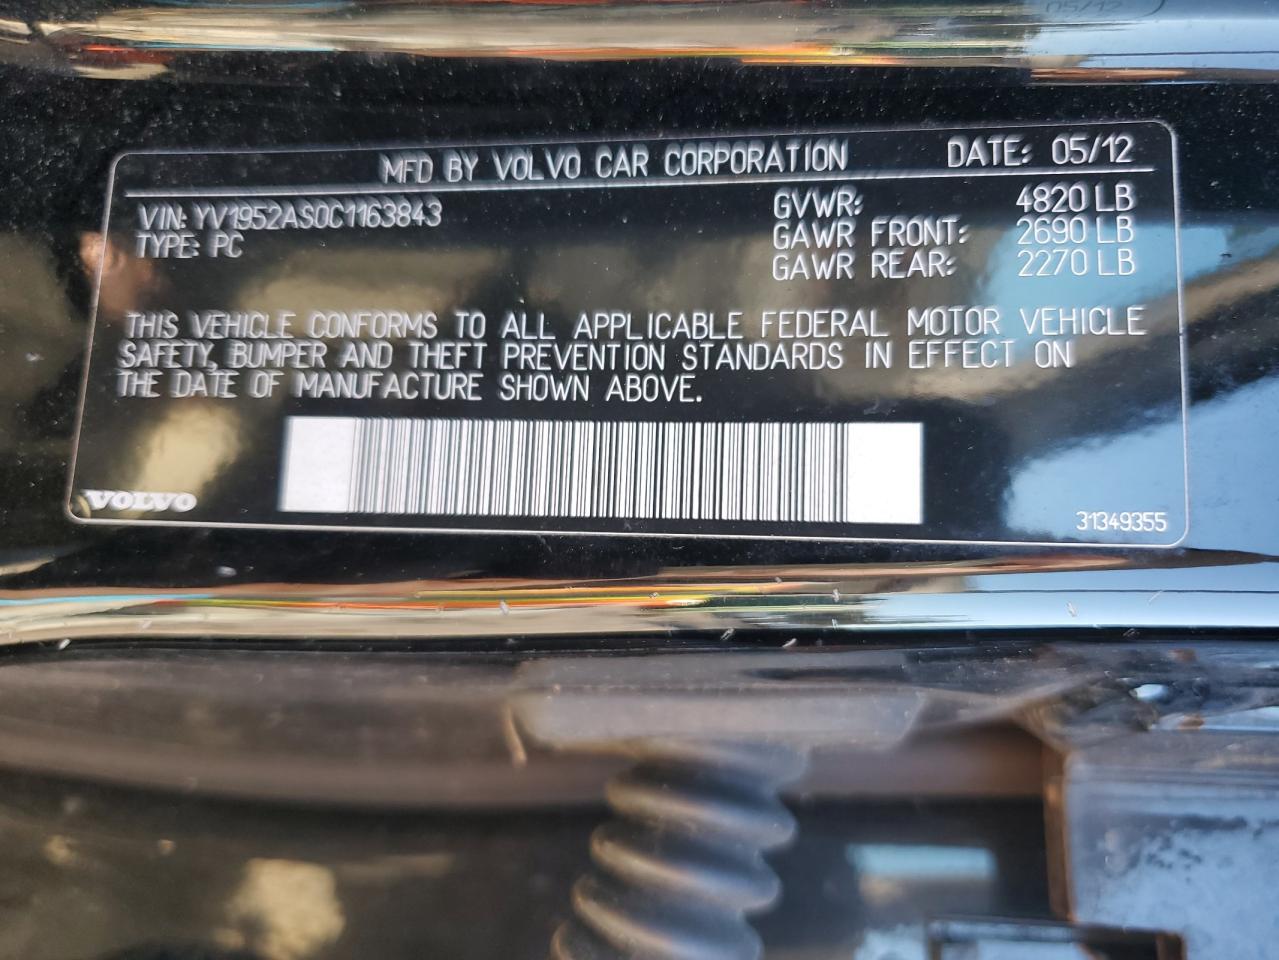 05/12
MFD BY VOLVO CAR CORPORATION DATE: 05/12
VIN: YV1952AS0C1163843 GVWR: 4820 LB
TYPE: PC GAWR FRONT: 2690 LB
GAWR REAR: 2270 LB
THIS VEHICLE CONFORMS TO ALL APPLICABLE FEDERAL MOTOR VEHICLE
SAFETY, BUMPER AND THEFT PREVENTION STANDARDS IN EFFECT ON
THE DATE OF MANUFACTURE SHOWN ABOVE.
VOLVO 31349355